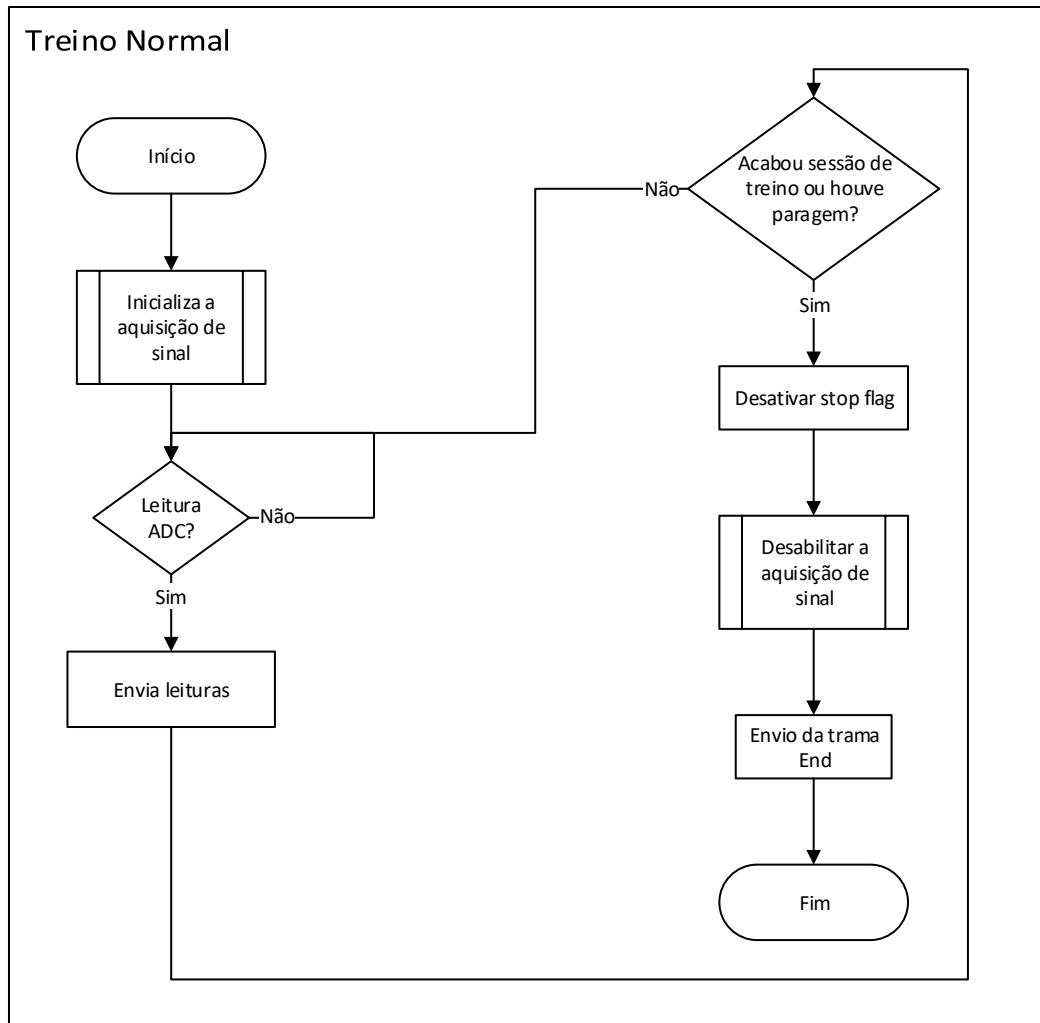 Treino Normal
Início
Inicializa a
aquisição de
sinal
Leitura
ADC?
Não
Sim
Envia leituras
Acabou sessão de
treino ou houve
paragem?
Não
Sim
Desativar stop flag
Desabilitar a
aquisição de
sinal
Envio da trama
End
Fim